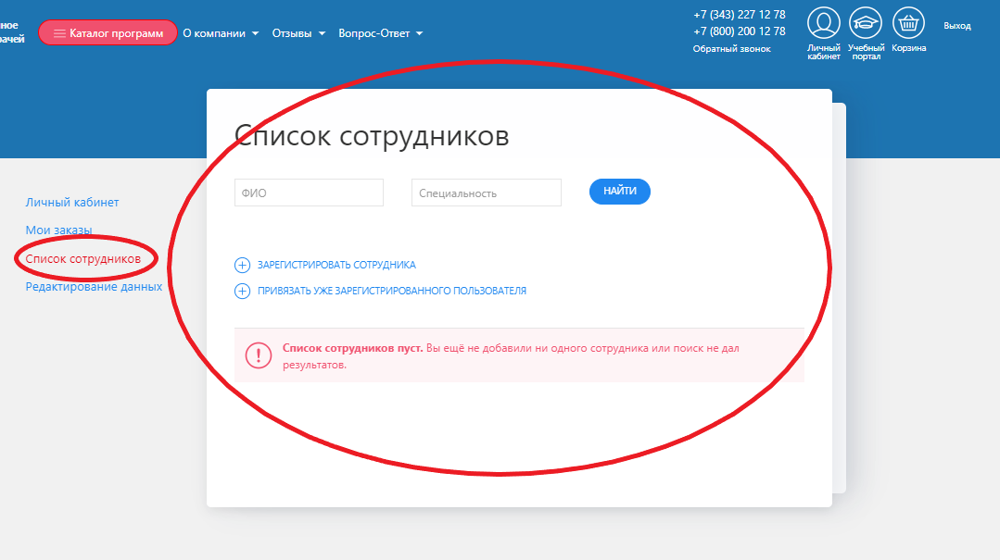 ное
рачей
Каталог программ
О компании
Отзывы
Вопрос-Ответ
+7 (343) 227 12 78
+7 (800) 200 12 78
Обратный звонок
Личный
кабинет
Учебный
портал
Корзина
Выход
Личный кабинет
Мои заказы
Список сотрудников
Редактирование данных
Список сотрудников
ФИО
Специальность
НАЙТИ
ЗАРЕГИСТРИРОВАТЬ СОТРУДНИКА
ПРИВЯЗАТЬ УЖЕ ЗАРЕГИСТРИРОВАННОГО ПОЛЬЗОВАТЕЛЯ
Список сотрудников пуст. Вы ещё не добавили ни одного сотрудника или поиск не дал
результатов.